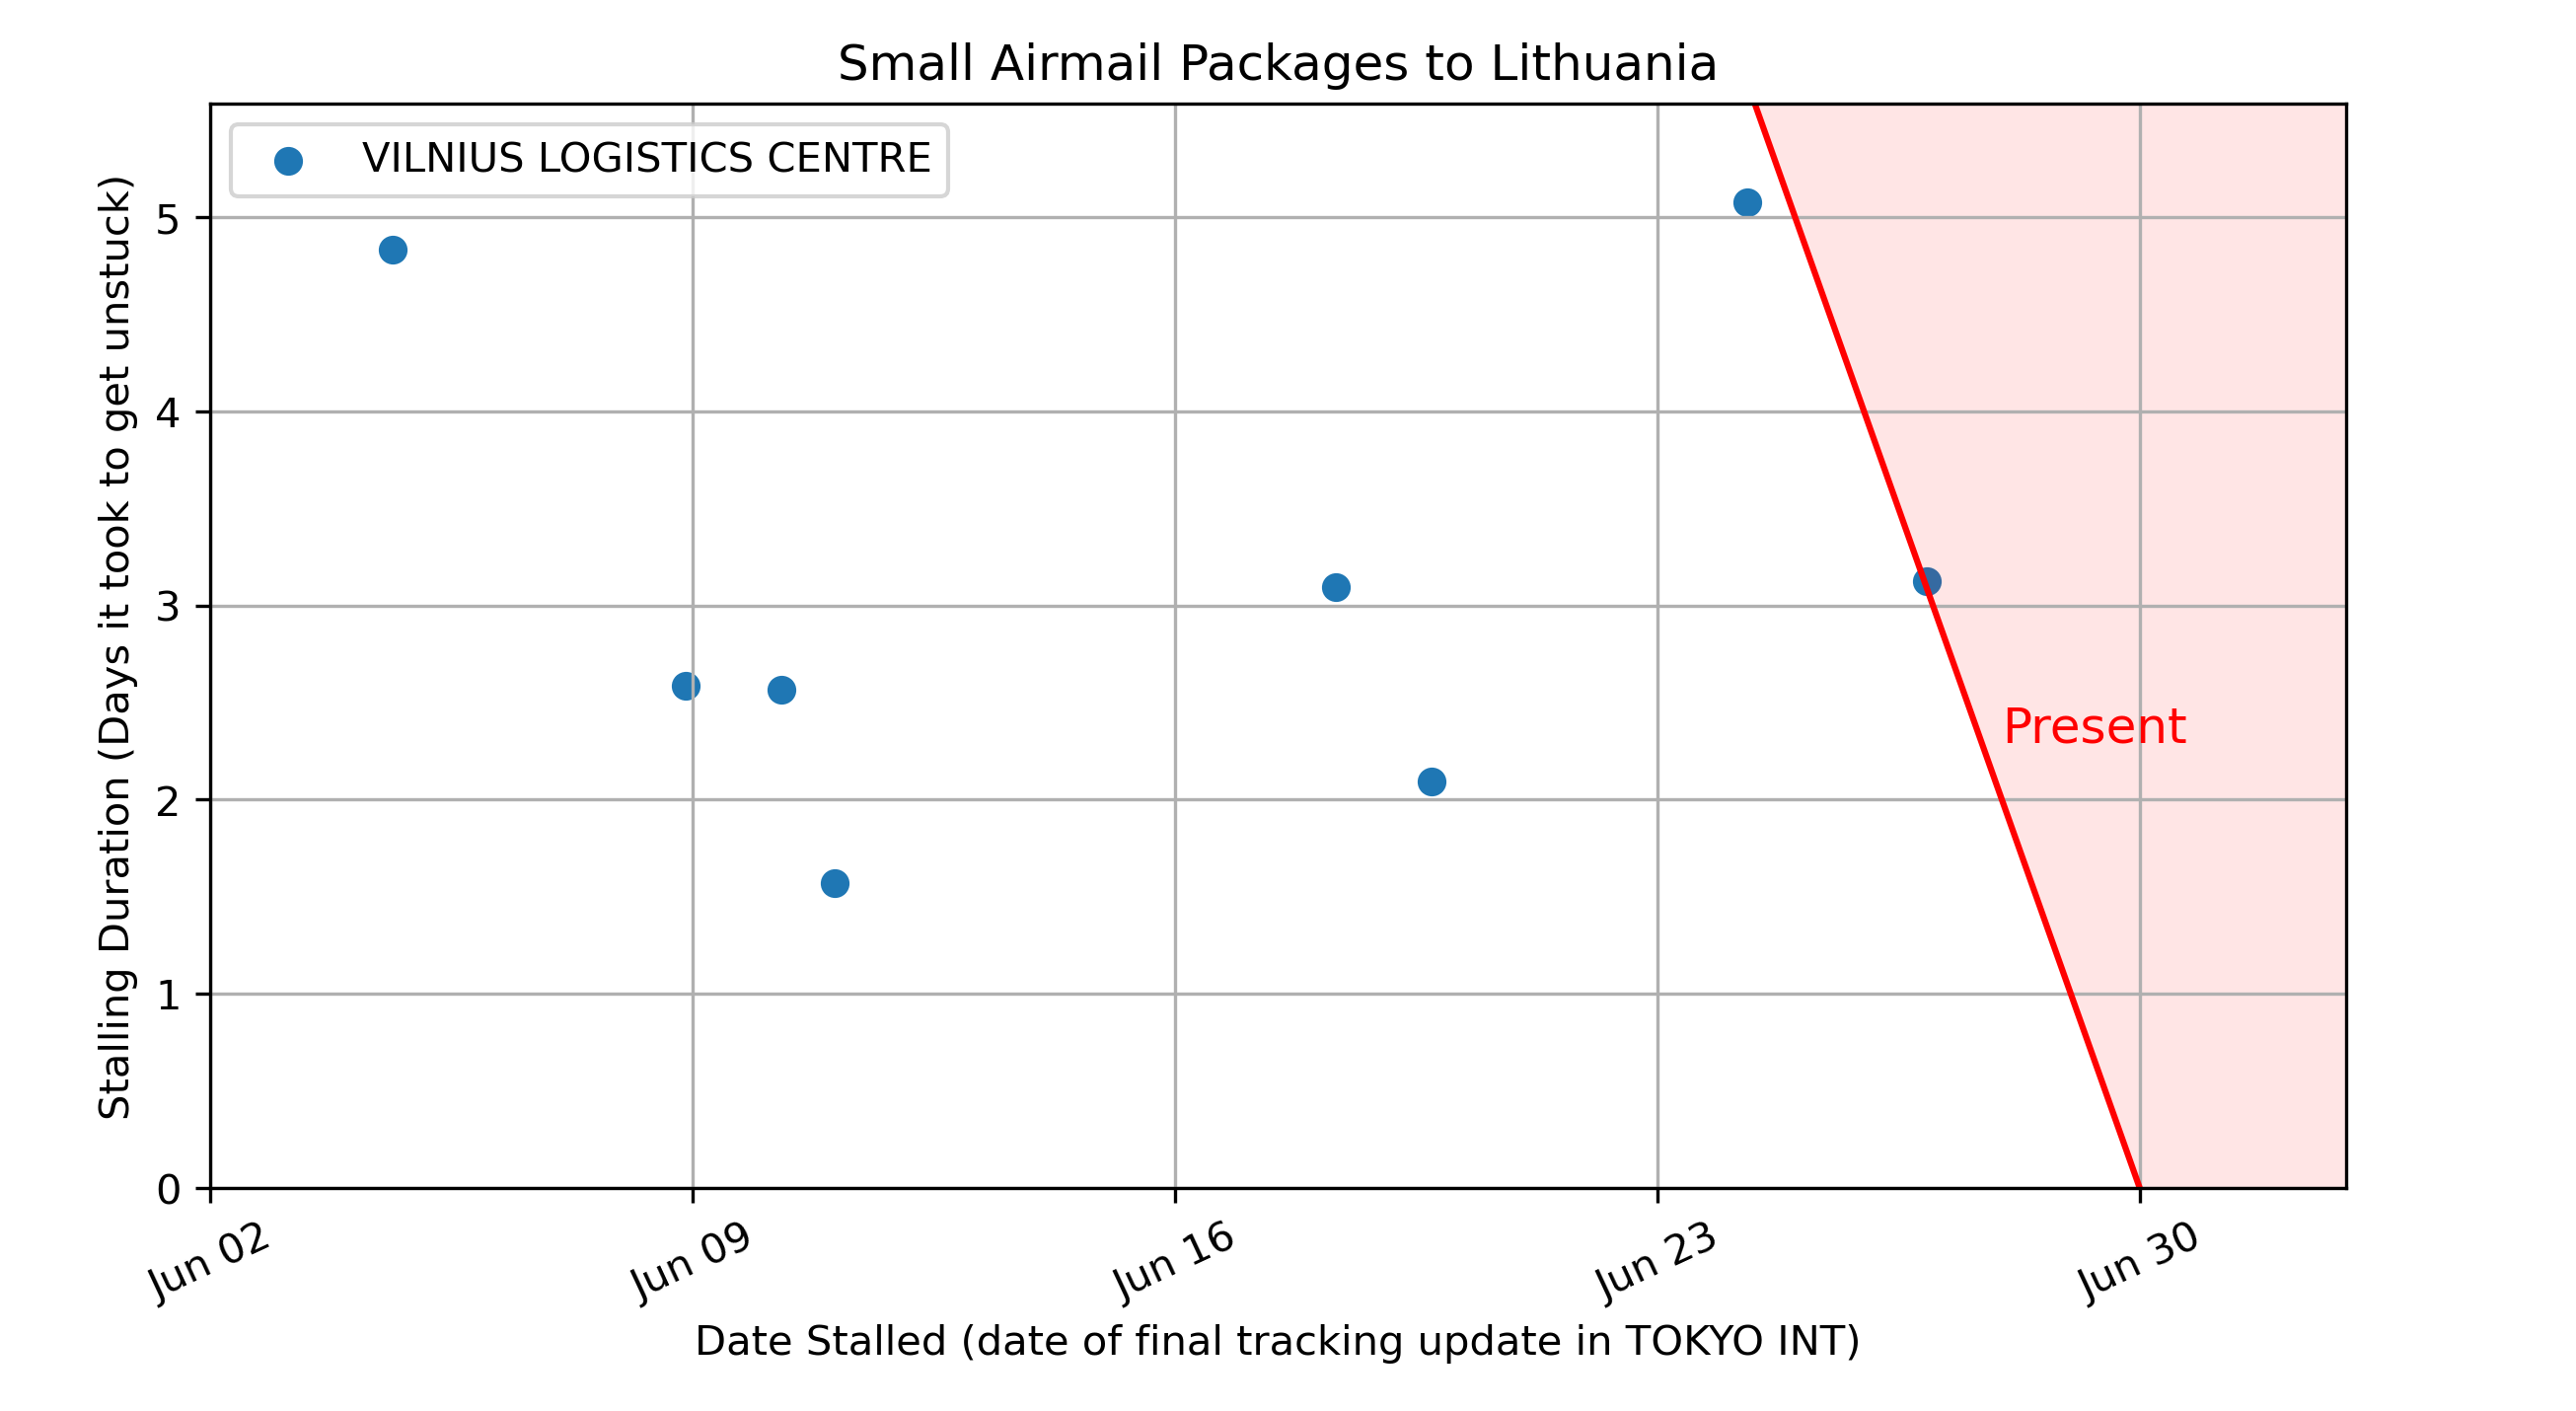 Small Airmail Packages to Lithuania
VILNIUS LOGISTICS CENTRE
Stalling Duration (Days it took to get unstuck)
5
4
3
2
1
0
Present
Jun 02
Jun 09
Jun 16
Jun 23
Jun 30
Date Stalled (date of final tracking update in TOKYO INT)